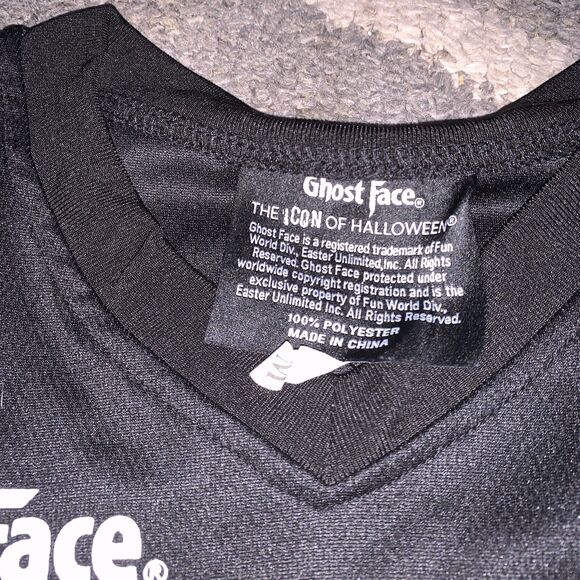 Ghost Face®
THE ICON OF HALLOWEEN®
Ghost Face is a registered trademark of Fun
World Div., Easter Unlimited,Inc. All Rights
Reserved. Ghost Face protected under
worldwide copyright registration and is the
exclusive property of Fun World Div.,
Easter Unlimited Inc. All Rights Reserved.
100% POLYESTER
MADE IN CHINA
M
Face®